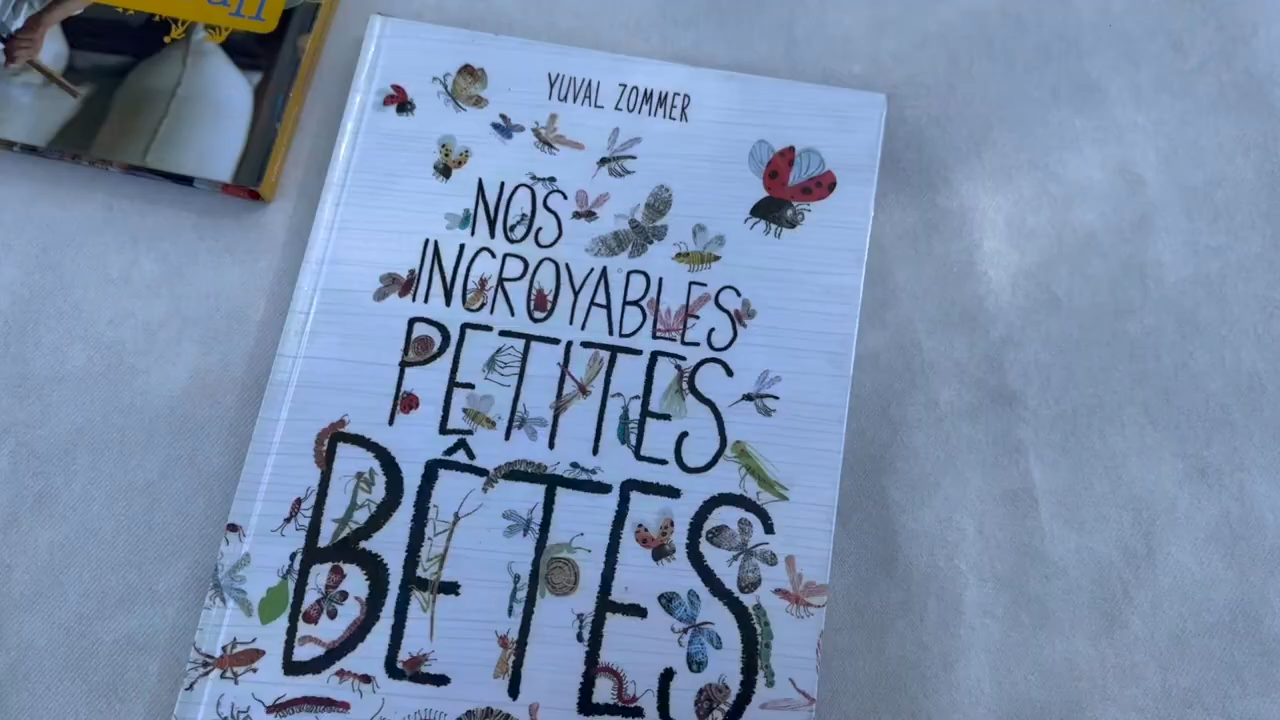 YUVAL ZOMMER
NOS
INCROYABLES
PETITES
BÊTES